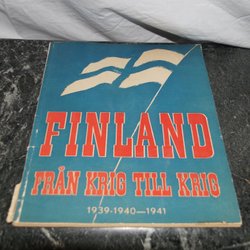 FINLAND
FRÅN KRIG TILL KRIG
1939-1940—1941